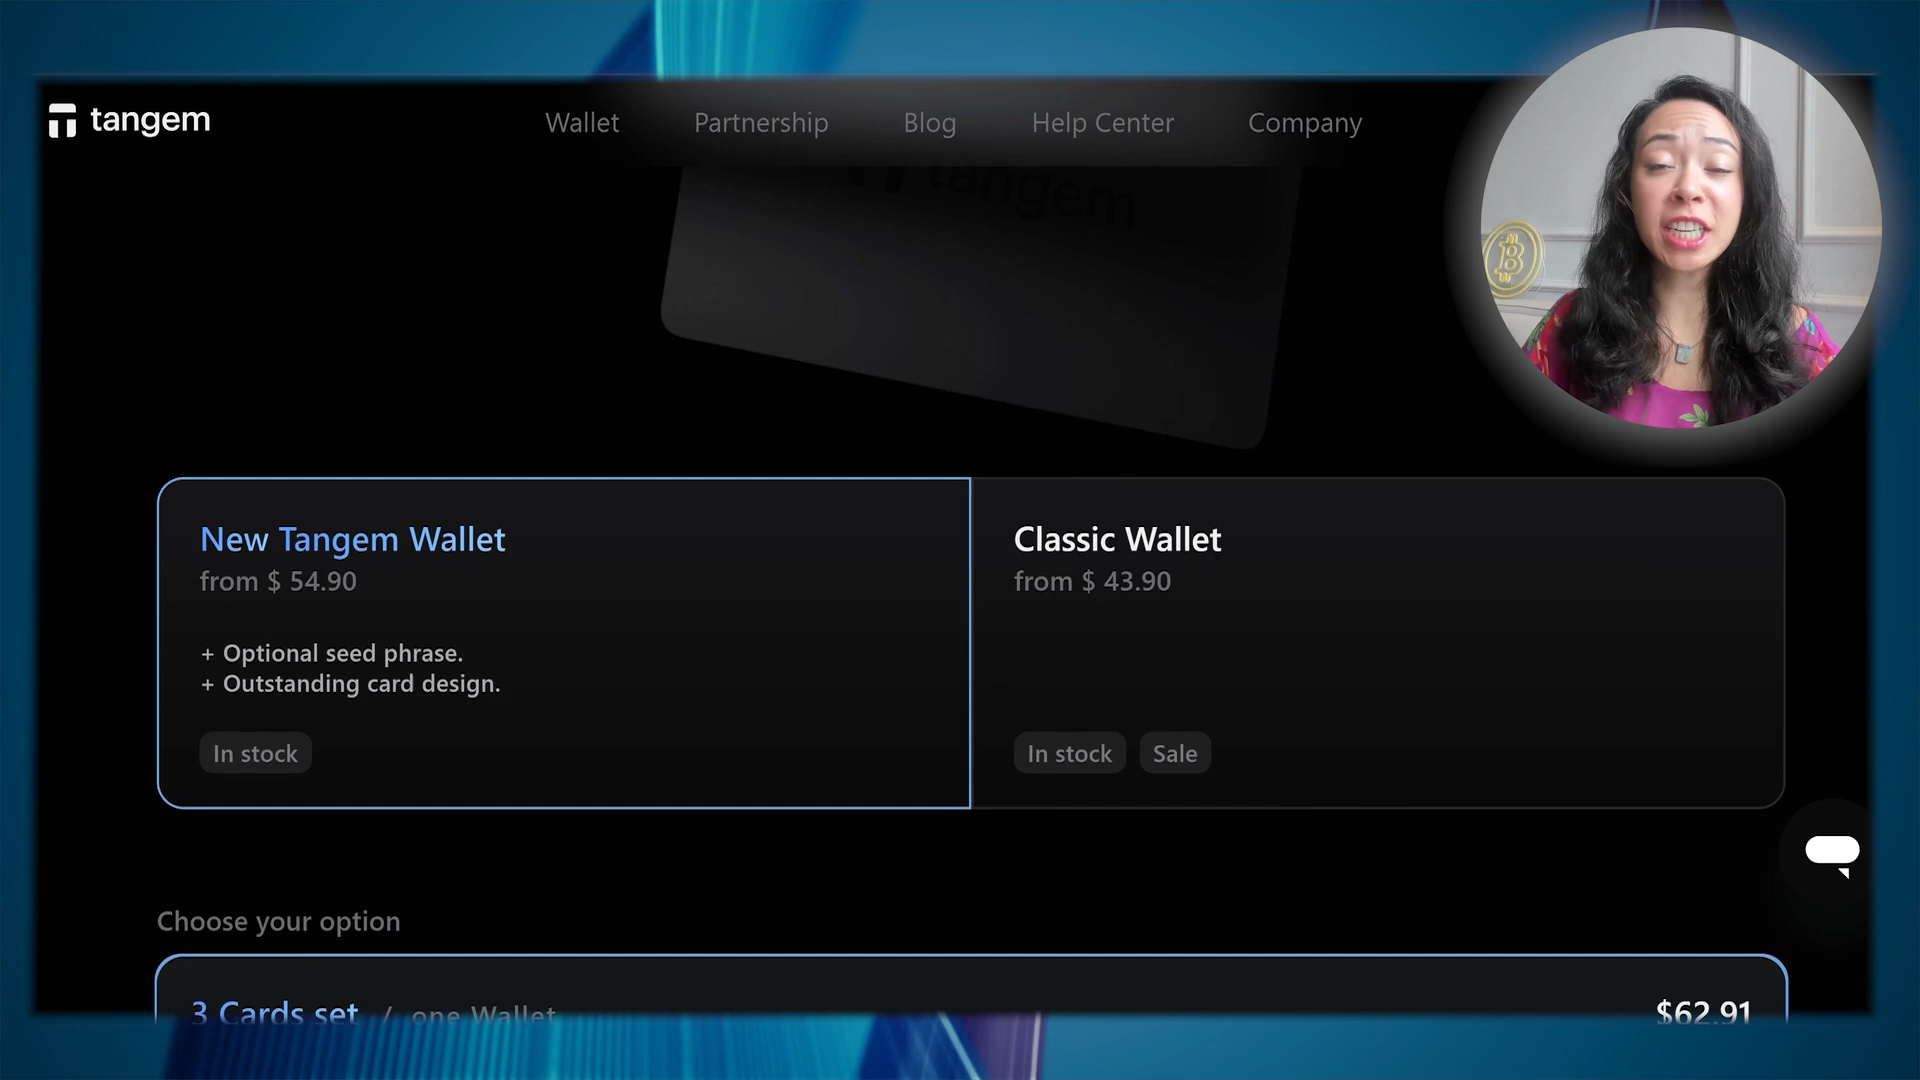 tangem
Wallet
Partnership
Blog
Help Center
Company
tangem
New Tangem Wallet
from $ 54.90
+ Optional seed phrase.
+ Outstanding card design.
In stock
Classic Wallet
from $ 43.90
In stock
Sale
Choose your option
3 Cards set / one Wallet
$62.91